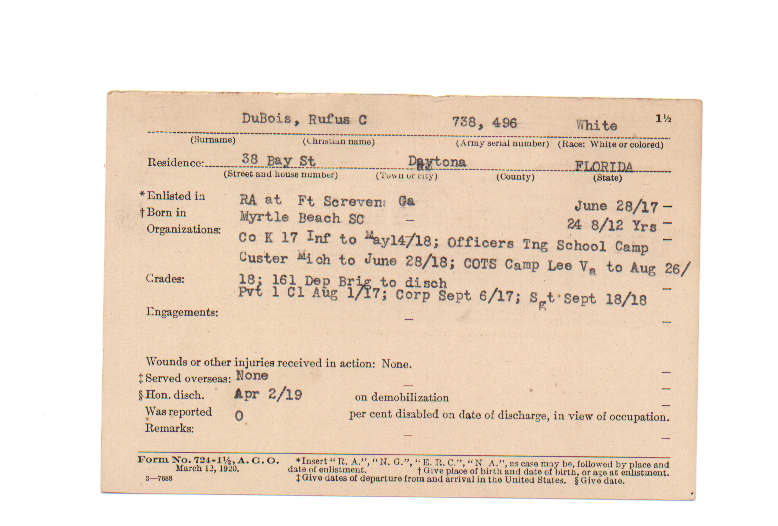 DuBois, Rufus C 738, 496 White 1½
(Surname) (Christian name) (Army serial number) (Race: White or colored)
Residence: 38 Bay St Daytona FLORIDA
(Street and house number) (Town or city) (County) (State)
*Enlisted in RA at Ft Screven Ga June 28/17 —
†Born in Myrtle Beach SC — 24 8/12 Yrs —
Organizations: Co K 17 Inf to May14/18; Officers Tng School Camp —
Custer Mich to June 28/18; COTS Camp Lee Va to Aug 26/
Grades: 18; 161 Dep Brig to disch —
Pvt 1 Cl Aug 1/17; Corp Sept 6/17; Sgt Sept 18/18 —
Engagements: — —
Wounds or other injuries received in action: None. —
‡Served overseas: None — —
§Hon. disch. Apr 2/19 on demobilization —
Was reported 0 per cent disabled on date of discharge, in view of occupation.
Remarks: — —
Form No. 724-1½, A. G. O. *Insert "R. A.", "N. G.", "E. R. C.", "N A.", as case may be, followed by place and
March 12, 1920. date of enlistment. †Give place of birth and date of birth, or age at enlistment.
3—7688 ‡Give dates of departure from and arrival in the United States. §Give date.